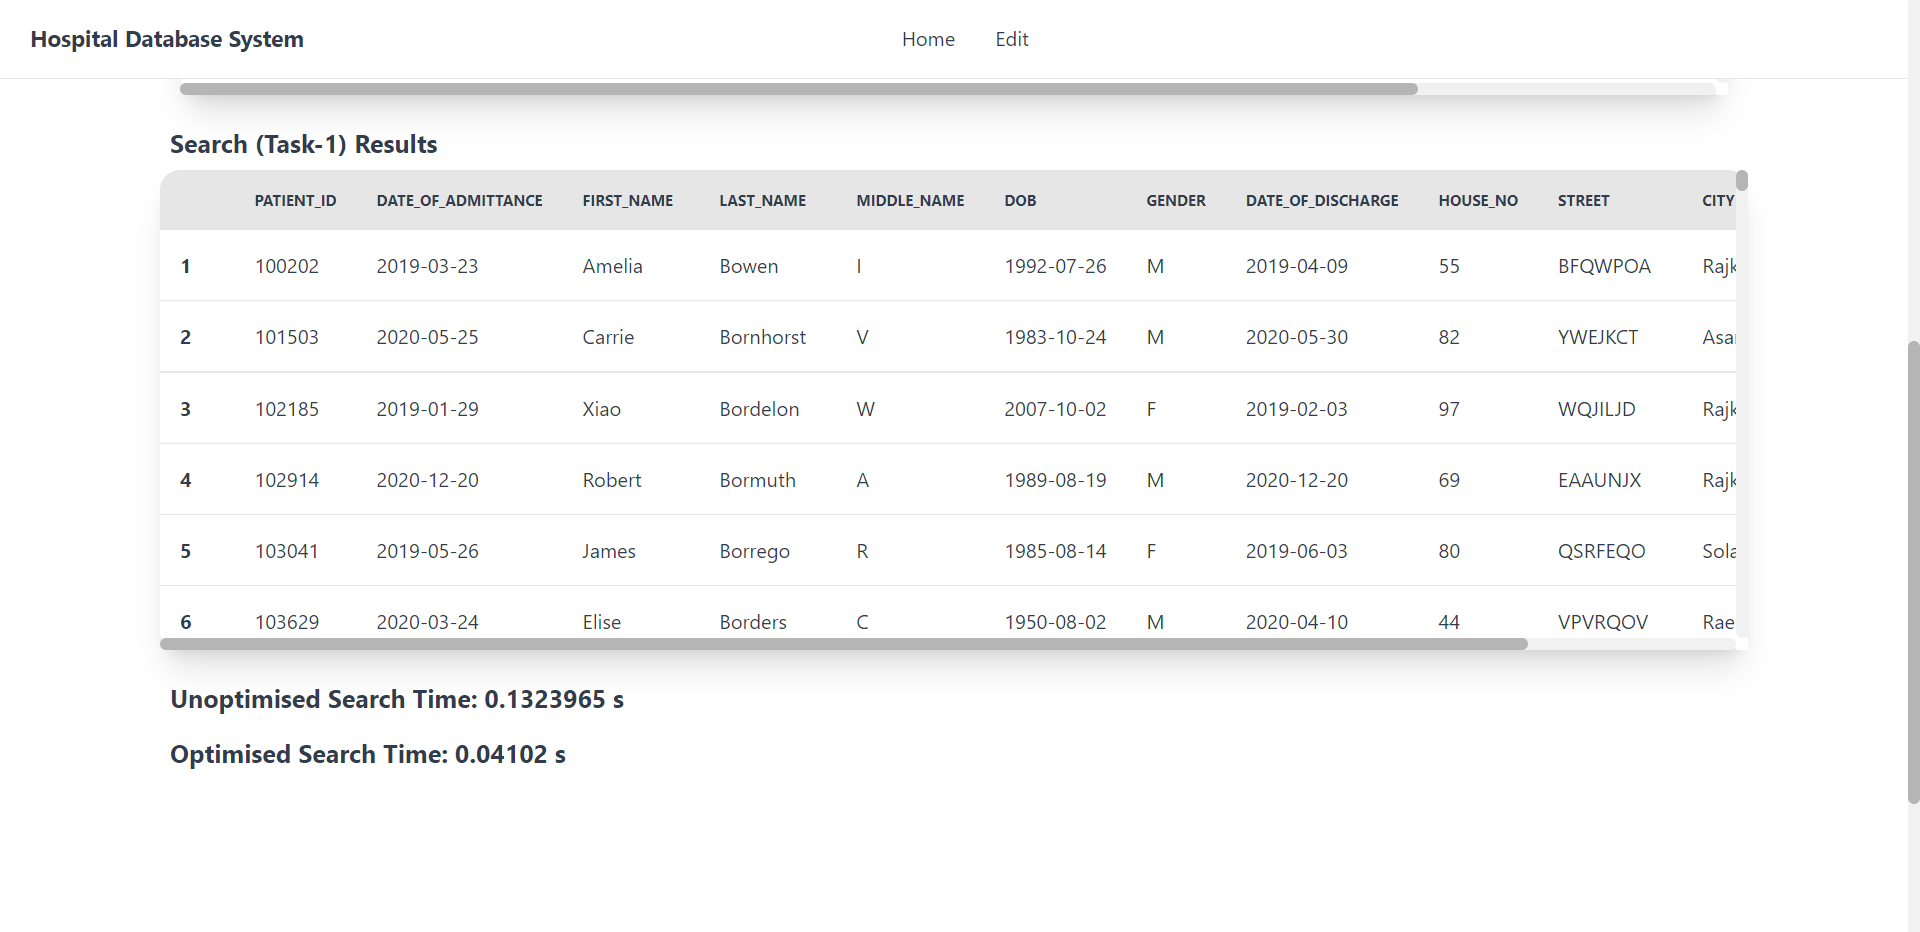 Hospital Database System Home Edit
Search (Task-1) Results
PATIENT_ID DATE_OF_ADMITTANCE FIRST_NAME LAST_NAME MIDDLE_NAME DOB GENDER DATE_OF_DISCHARGE HOUSE_NO STREET CITY
1 100202 2019-03-23 Amelia Bowen I 1992-07-26 M 2019-04-09 55 BFQWPOA Rajk
2 101503 2020-05-25 Carrie Bornhorst V 1983-10-24 M 2020-05-30 82 YWEJKCT Asa
3 102185 2019-01-29 Xiao Bordelon W 2007-10-02 F 2019-02-03 97 WQJILJD Rajk
4 102914 2020-12-20 Robert Bormuth A 1989-08-19 M 2020-12-20 69 EAAUNJX Rajk
5 103041 2019-05-26 James Borrego R 1985-08-14 F 2019-06-03 80 QSRFEQO Sola
6 103629 2020-03-24 Elise Borders C 1950-08-02 M 2020-04-10 44 VPVRQOV Rae
Unoptimised Search Time: 0.1323965 s
Optimised Search Time: 0.04102 s